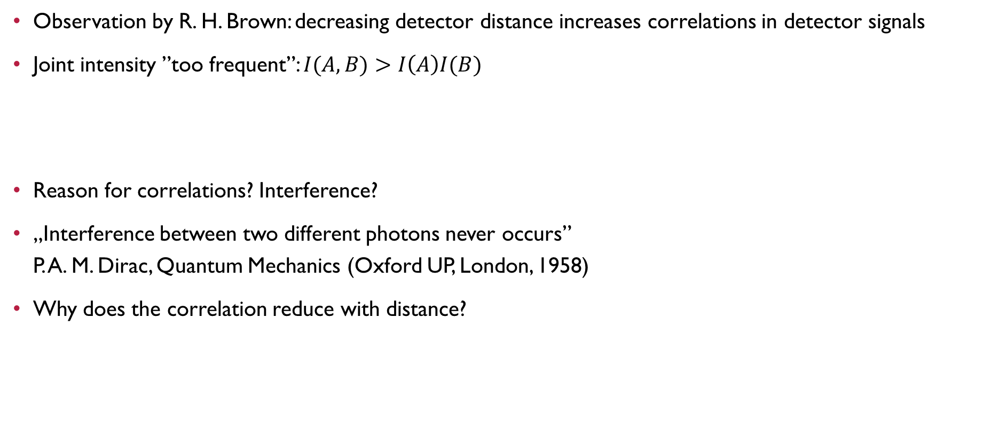 • Observation by R. H. Brown: decreasing detector distance increases correlations in detector signals
• Joint intensity ”too frequent”: I(A, B) > I(A)I(B)
• Reason for correlations? Interference?
• „Interference between two different photons never occurs”
P. A. M. Dirac, Quantum Mechanics (Oxford UP, London, 1958)
• Why does the correlation reduce with distance?